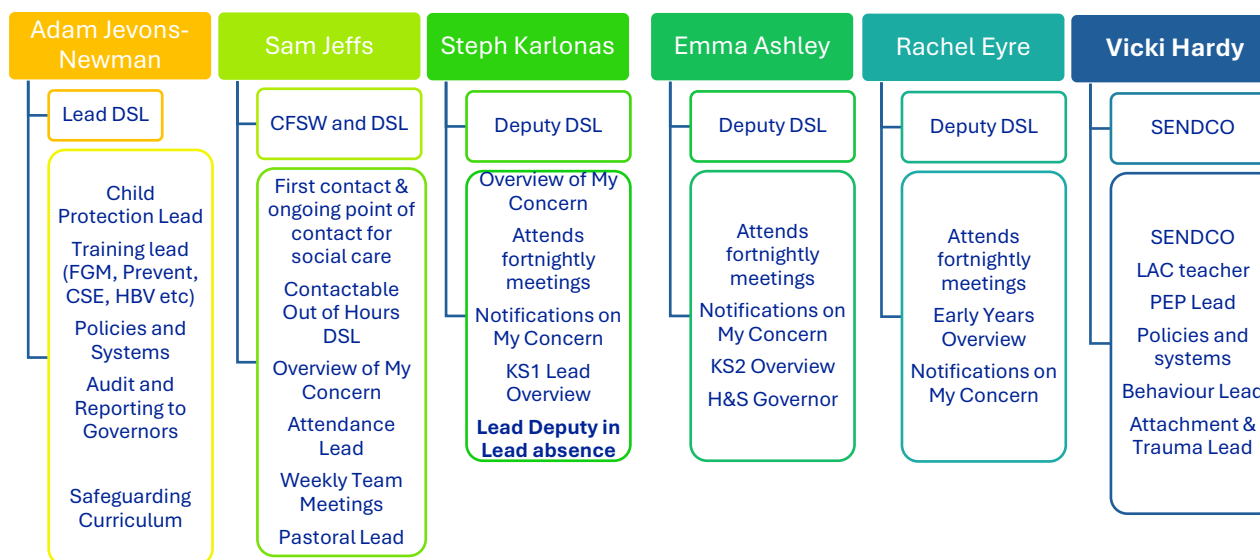 Adam Jevons-
Newman
Lead DSL
Child
Protection Lead
Training lead
(FGM, Prevent,
CSE, HBV etc)
Policies and
Systems
Audit and
Reporting to
Governors
Safeguarding
Curriculum
Sam Jeffs
CFSW and DSL
First contact &
ongoing point of
contact for
social care
Contactable
Out of Hours
DSL
Overview of My
Concern
Attendance
Lead
Weekly Team
Meetings
Pastoral Lead
Steph Karlonas
Deputy DSL
Overview of My
Concern
Attends
fortnightly
meetings
Notifications on
My Concern
KS1 Lead
Overview
Lead Deputy in
Lead absence
Emma Ashley
Deputy DSL
Attends
fortnightly
meetings
Notifications on
My Concern
KS2 Overview
H&S Governor
Rachel Eyre
Deputy DSL
Attends
fortnightly
meetings
Early Years
Overview
Notifications on
My Concern
Vicki Hardy
SENDCO
SENDCO
LAC teacher
PEP Lead
Policies and
systems
Behaviour Lead
Attachment &
Trauma Lead